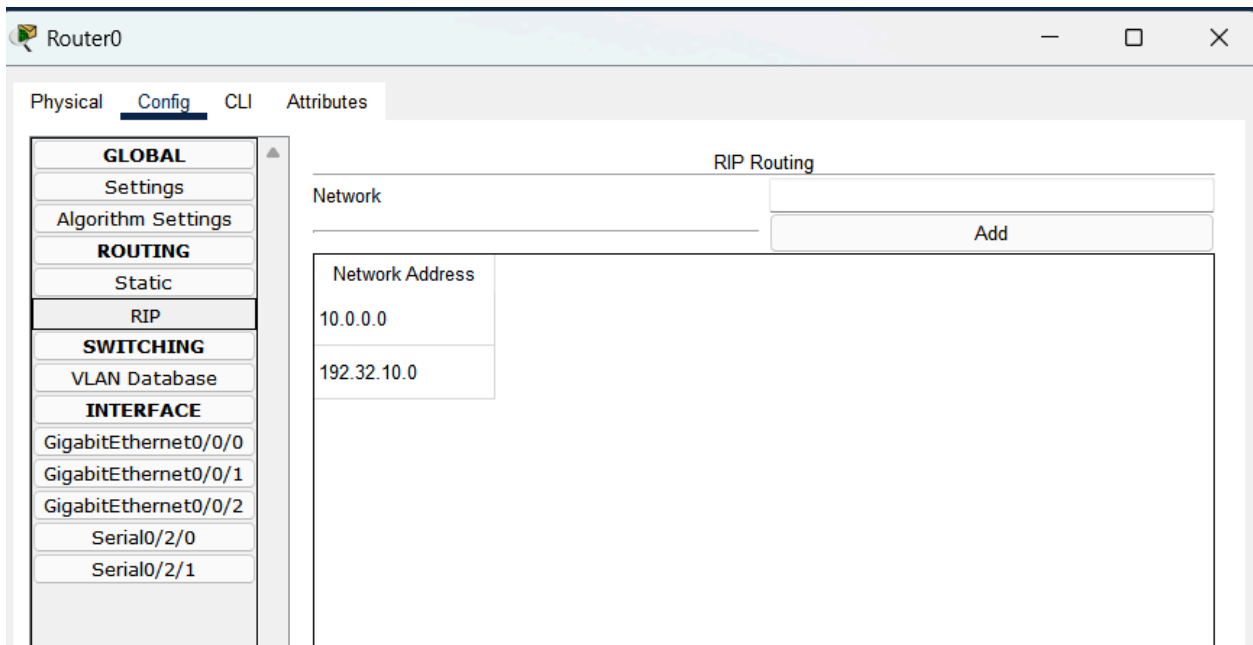 Router0
Physical Config CLI Attributes
GLOBAL
Settings
Algorithm Settings
ROUTING
Static
RIP
SWITCHING
VLAN Database
INTERFACE
GigabitEthernet0/0/0
GigabitEthernet0/0/1
GigabitEthernet0/0/2
Serial0/2/0
Serial0/2/1
RIP Routing
Network
Add
Network Address
10.0.0.0
192.32.10.0